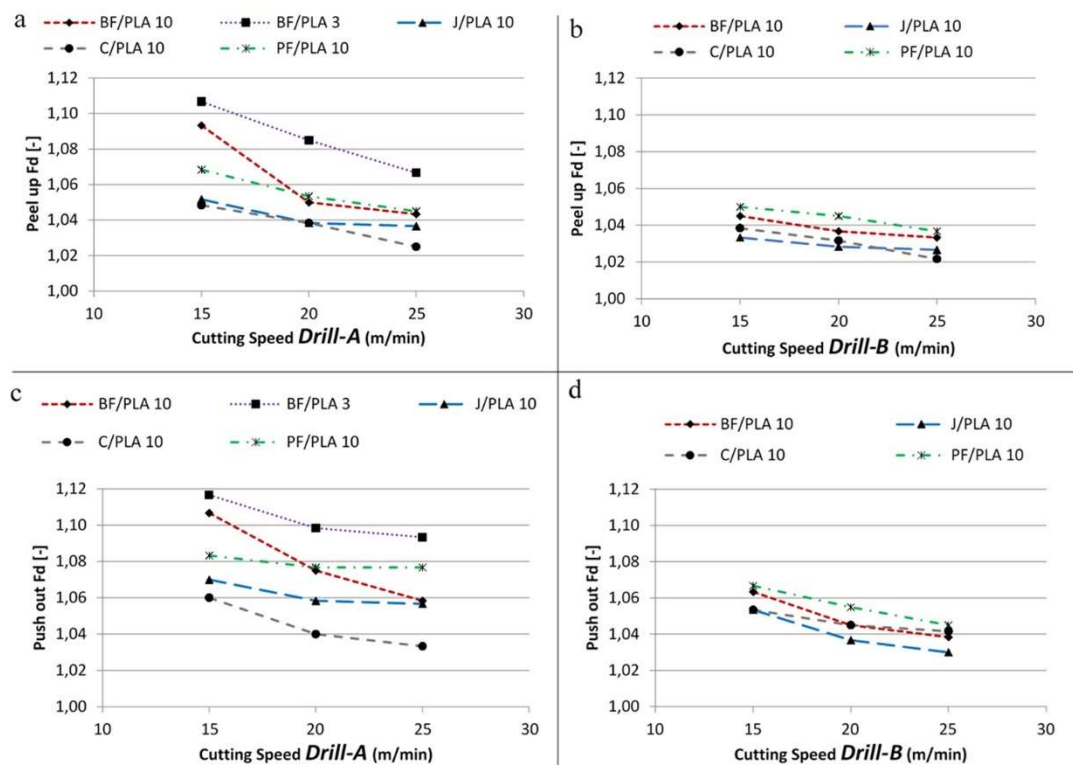 a
BF/PLA 10 BF/PLA 3 J/PLA 10
C/PLA 10 PF/PLA 10
Peel up Fd [-]
1,12
1,10
1,08
1,06
1,04
1,02
1,00
10 15 20 25 30
Cutting Speed Drill-A (m/min)
b
BF/PLA 10 J/PLA 10
C/PLA 10 PF/PLA 10
Peel up Fd [-]
1,12
1,10
1,08
1,06
1,04
1,02
1,00
10 15 20 25 30
Cutting Speed Drill-B (m/min)
c
BF/PLA 10 BF/PLA 3 J/PLA 10
C/PLA 10 PF/PLA 10
Push out Fd [-]
1,12
1,10
1,08
1,06
1,04
1,02
1,00
10 15 20 25 30
Cutting Speed Drill-A (m/min)
d
BF/PLA 10 J/PLA 10
C/PLA 10 PF/PLA 10
Push out Fd [-]
1,12
1,10
1,08
1,06
1,04
1,02
1,00
10 15 20 25 30
Cutting Speed Drill-B (m/min)